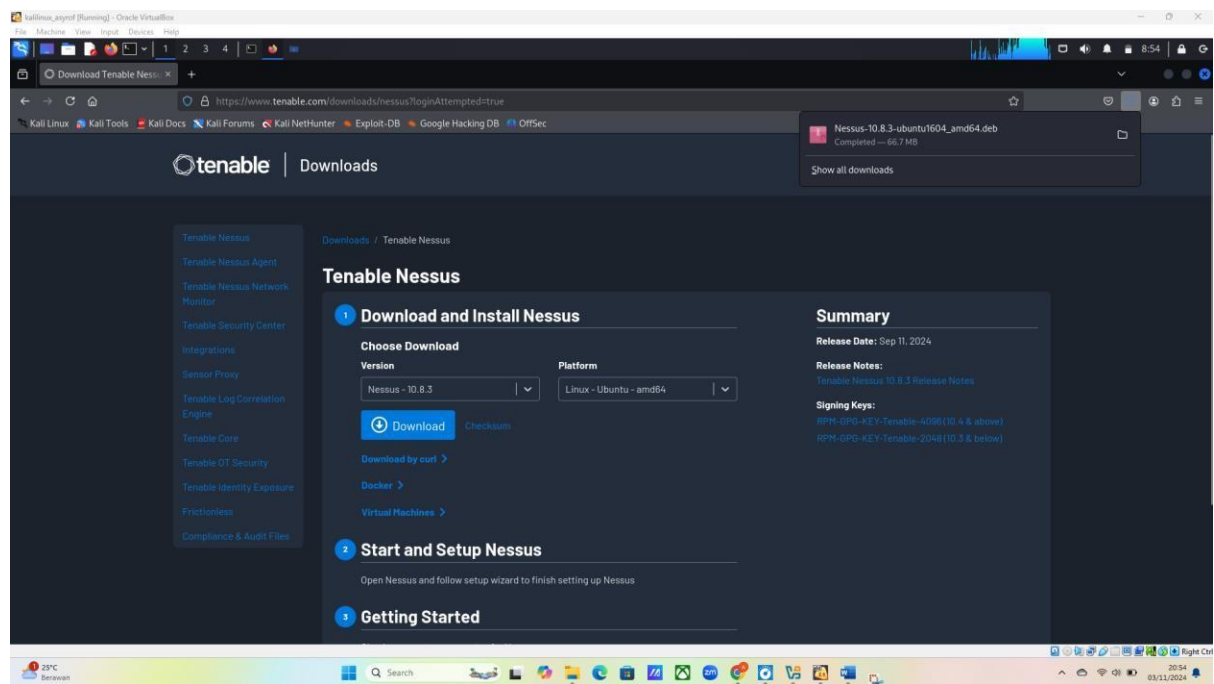 kalilinux_asyrof [Running] - Oracle VirtualBox
File Machine View Input Devices Help
1 2 3 4
8:54
Download Tenable Ness
https://www.tenable.com/downloads/nessus?loginAttempted=true
Kali Linux Kali Tools Kali Docs Kali Forums Kali NetHunter Exploit-DB Google Hacking DB OffSec
Nessus-10.8.3-ubuntu1604_amd64.deb
Completed — 66.7 MB
Show all downloads
tenable Downloads
Tenable Nessus
Tenable Nessus Agent
Tenable Nessus Network
Monitor
Tenable Security Center
Integrations
Sensor Proxy
Tenable Log Correlation
Engine
Tenable Core
Tenable OT Security
Tenable Identity Exposure
Frictionless
Compliance & Audit Files
Downloads / Tenable Nessus
Tenable Nessus
1 Download and Install Nessus
Choose Download
Version Platform
Nessus - 10.8.3 Linux - Ubuntu - amd64
Download Checksum
Download by curl
Docker
Virtual Machines
2 Start and Setup Nessus
Open Nessus and follow setup wizard to finish setting up Nessus
3 Getting Started
Summary
Release Date: Sep 11, 2024
Release Notes:
Tenable Nessus 10.8.3 Release Notes
Signing Keys:
RPM-GPG-KEY-Tenable-4096 (10.4 & above)
RPM-GPG-KEY-Tenable-2048 (10.3 & below)
Right Ctrl
25°C
Berawan
Search
20:54
03/11/2024